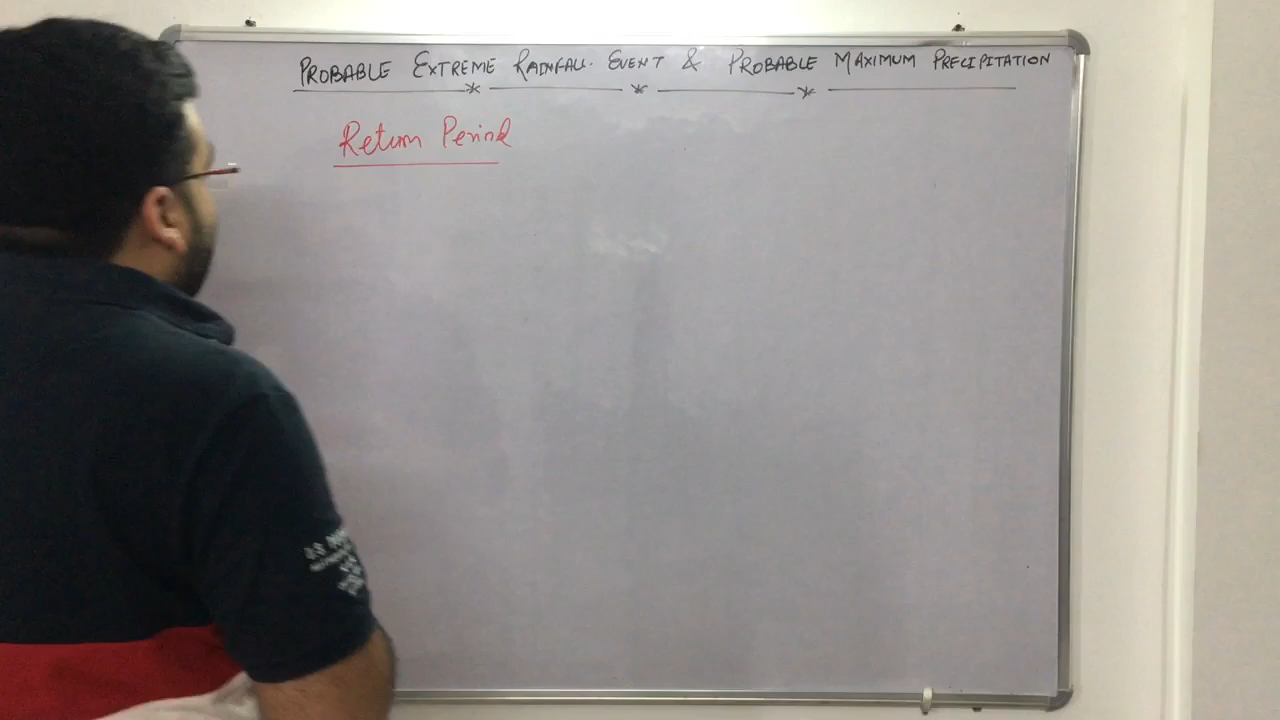 PROBABLE EXTREME RAINFALL. EVENT & PROBABLE MAXIMUM PRECIPITATION
Return Period